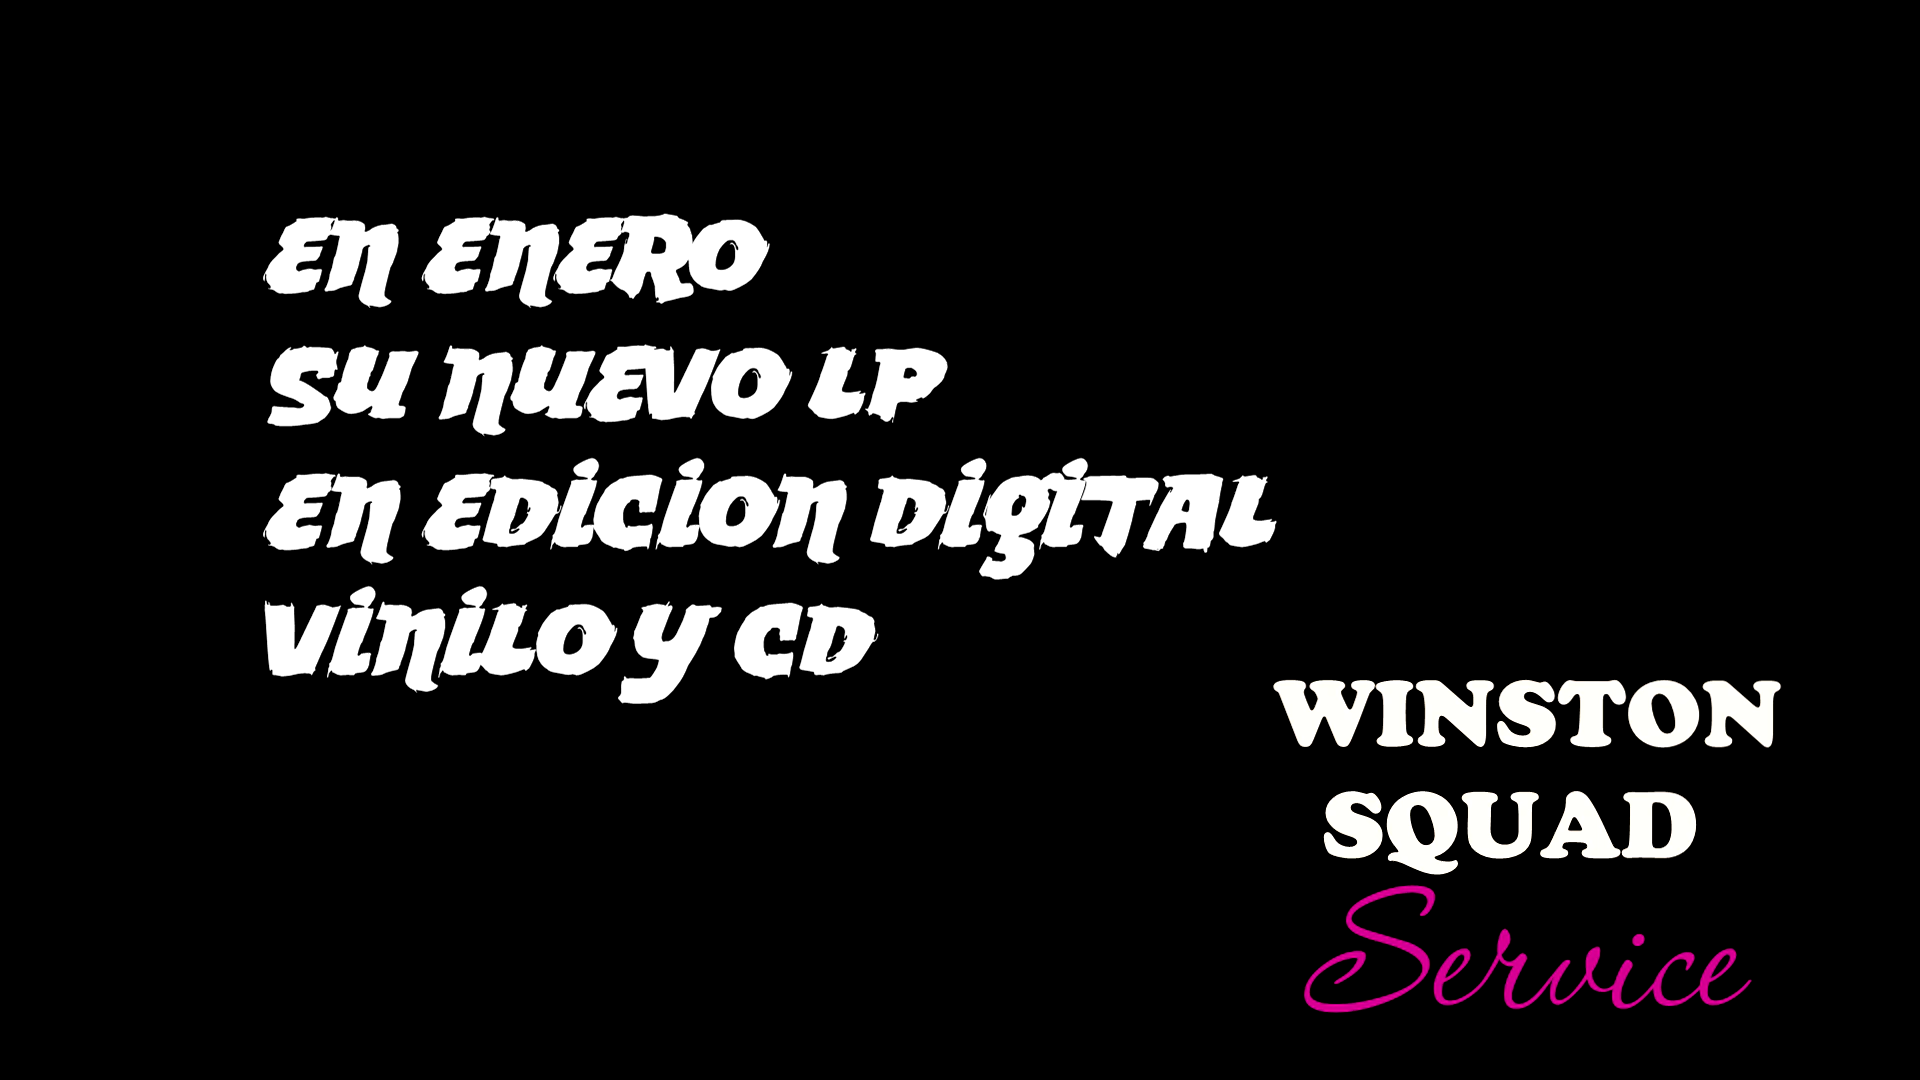 EN ENERO
SU NUEVO LP
EN EDICION DIGITAL
VINILO Y CD
WINSTON
SQUAD
Service